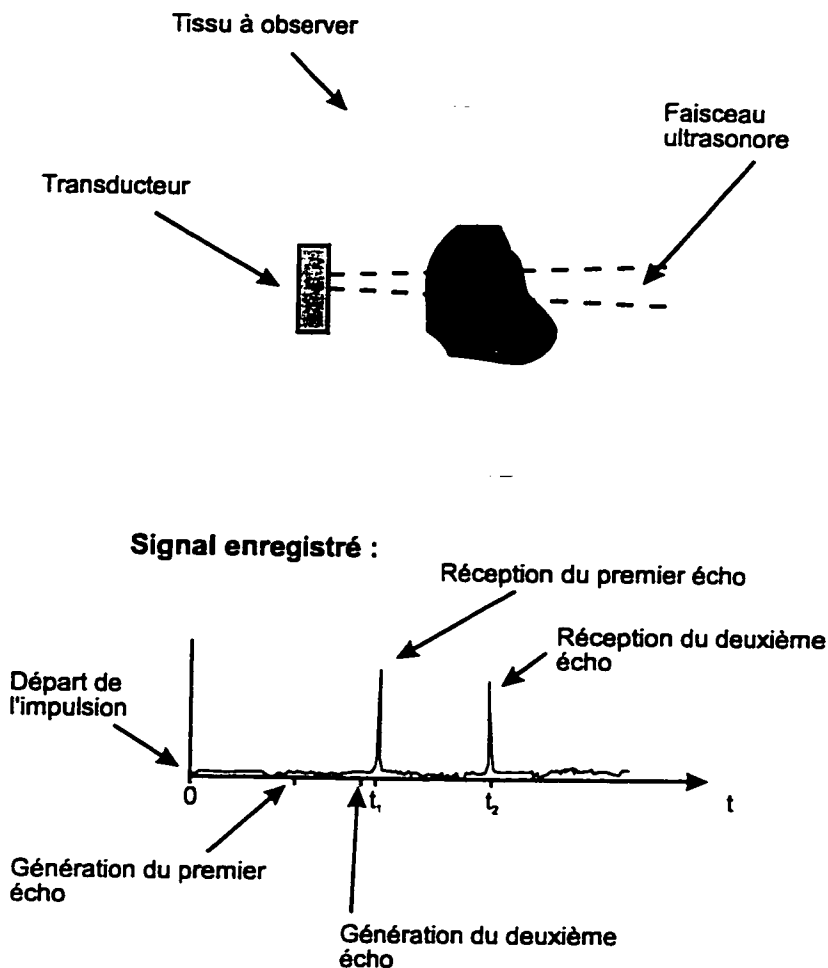 Tissu à observer
Faisceau
ultrasonore
Transducteur
Signal enregistré :
Réception du premier écho
Réception du deuxième
écho
Départ de
l'impulsion
0
t₁
t₂
t
Génération du premier
écho
Génération du deuxième
écho